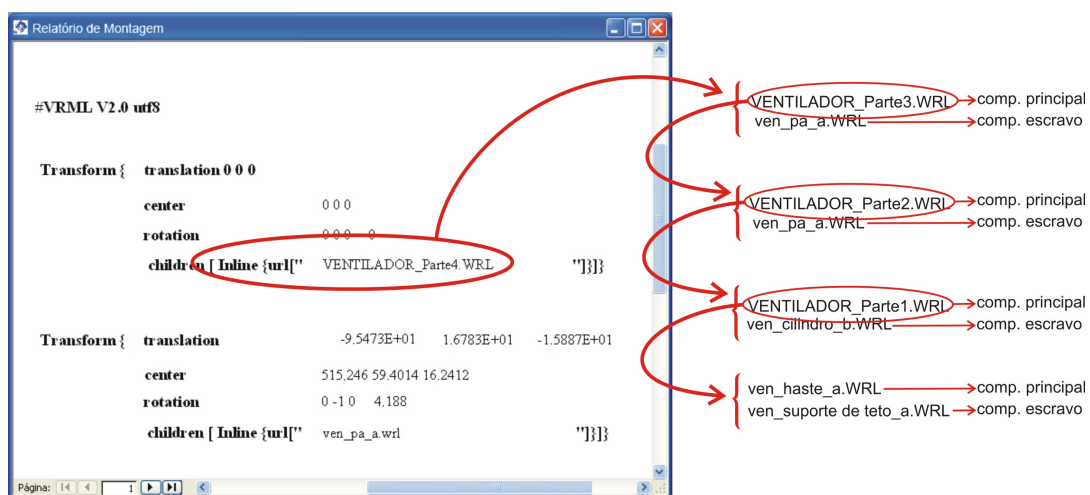 Relatório de Montagem
#VRML V2.0 utf8
Transform { translation 0 0 0
center 0 0 0
rotation 0 0 0 0
children [ Inline {url[" VENTILADOR_Parte4.WRL "]}]}
Transform { translation -9.5473E+01 1.6783E+01 -1.5887E+01
center 515.246 59.4014 16.2412
rotation 0 -1 0 4.188
children [ Inline {url[" ven_pa_a.wrl "]}]}
Página: 1
VENTILADOR_Parte3.WRL comp. principal
ven_pa_a.WRL comp. escravo
VENTILADOR_Parte2.WRL comp. principal
ven_pa_a.WRL comp. escravo
VENTILADOR_Parte1.WRL comp. principal
ven_cilindro_b.WRL comp. escravo
ven_haste_a.WRL comp. principal
ven_suporte de teto_a.WRL comp. escravo